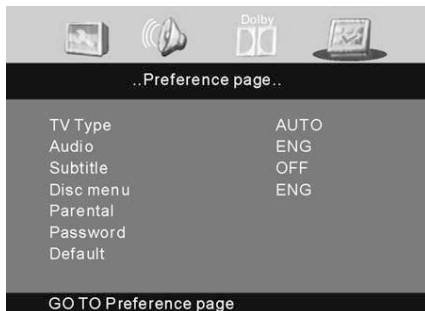 Dolby
..Preference page..
TV Type AUTO
Audio ENG
Subtitle OFF
Disc menu ENG
Parental
Password
Default
GO TO Preference page